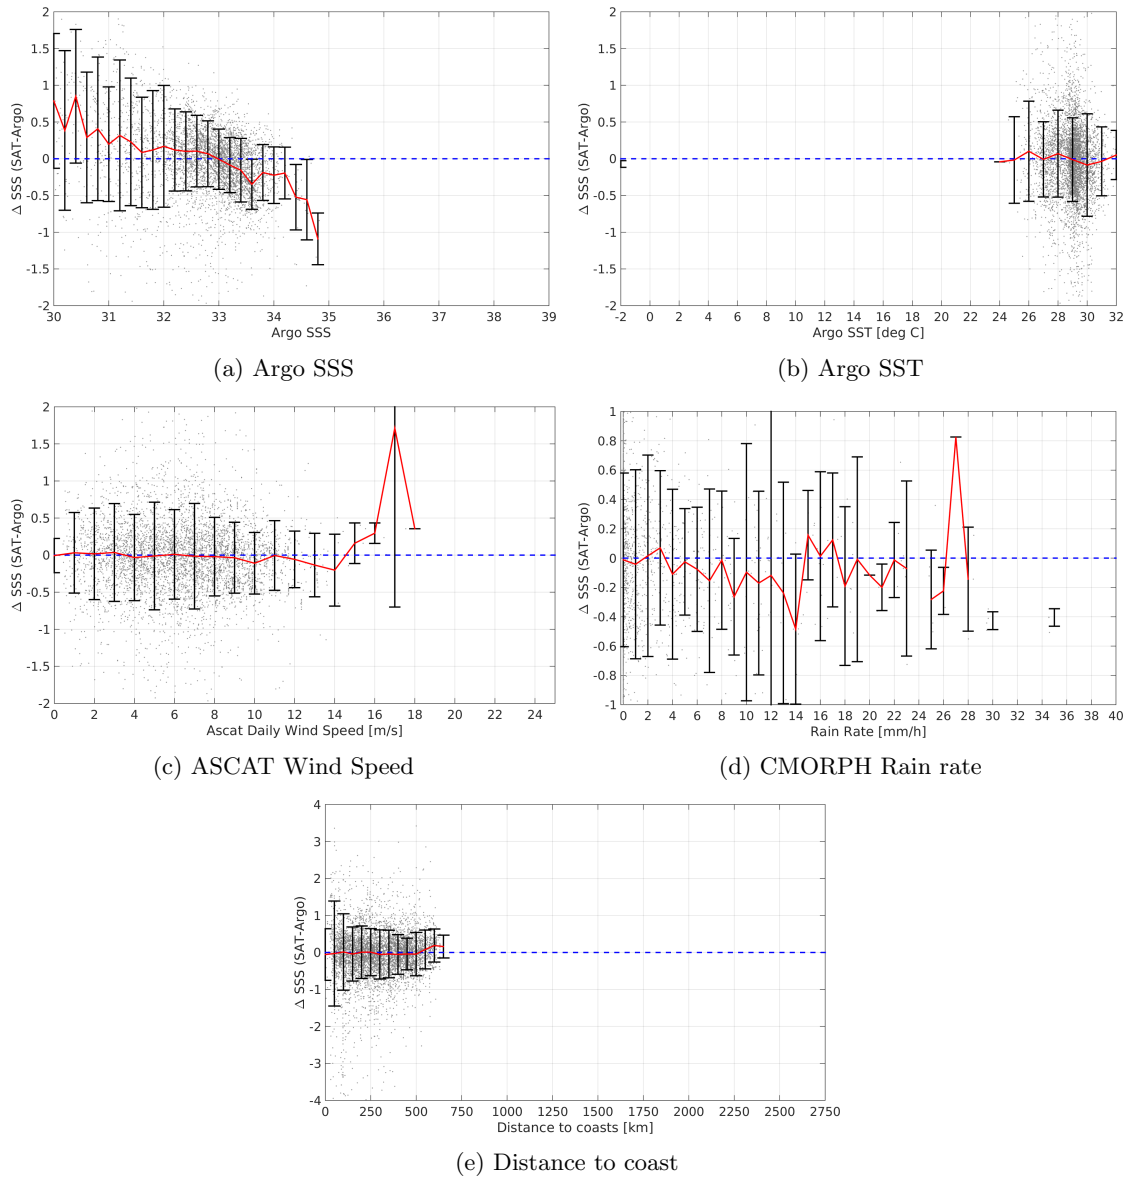 2
1.5
1
0.5
0
-0.5
-1
-1.5
-2
Δ SSS (SAT-Argo)
30 31 32 33 34 35 36 37 38 39
Argo SSS
(a) Argo SSS
2
1.5
1
0.5
0
-0.5
-1
-1.5
-2
Δ SSS (SAT-Argo)
-2 0 2 4 6 8 10 12 14 16 18 20 22 24 26 28 30 32
Argo SST [deg C]
(b) Argo SST
2
1.5
1
0.5
0
-0.5
-1
-1.5
-2
Δ SSS (SAT-Argo)
0 2 4 6 8 10 12 14 16 18 20 22 24
Ascat Daily Wind Speed [m/s]
(c) ASCAT Wind Speed
1
0.8
0.6
0.4
0.2
0
-0.2
-0.4
-0.6
-0.8
-1
Δ SSS (SAT-Argo)
0 2 4 6 8 10 12 14 16 18 20 22 24 26 28 30 32 34 36 38 40
Rain Rate [mm/h]
(d) CMORPH Rain rate
4
3
2
1
0
-1
-2
-3
-4
Δ SSS (SAT-Argo)
0 250 500 750 1000 1250 1500 1750 2000 2250 2500 2750
Distance to coasts [km]
(e) Distance to coast